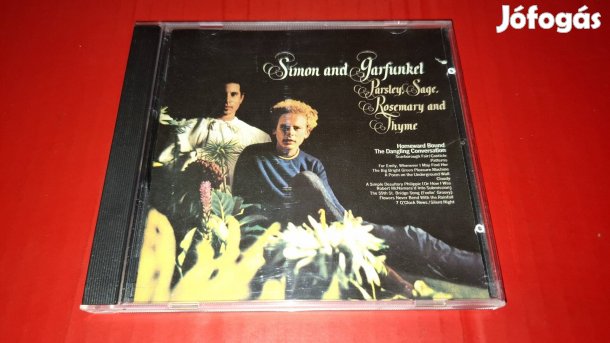 Jófogás
Simon and Garfunkel
Parsley, Sage,
Rosemary and
Thyme
Homeward Bound
The Dangling Conversation
Scarborough Fair/Canticle
Patterns
For Emily, Whenever I May Find Her
The Big Bright Green Pleasure Machine
A Poem on the Underground Wall
Cloudy
A Simple Desultory Philippic (Or How I Was
Robert McNamara'd Into Submission)
The 59th St. Bridge Song (Feelin' Groovy)
Flowers Never Bend With the Rainfall
7 O'Clock News / Silent Night